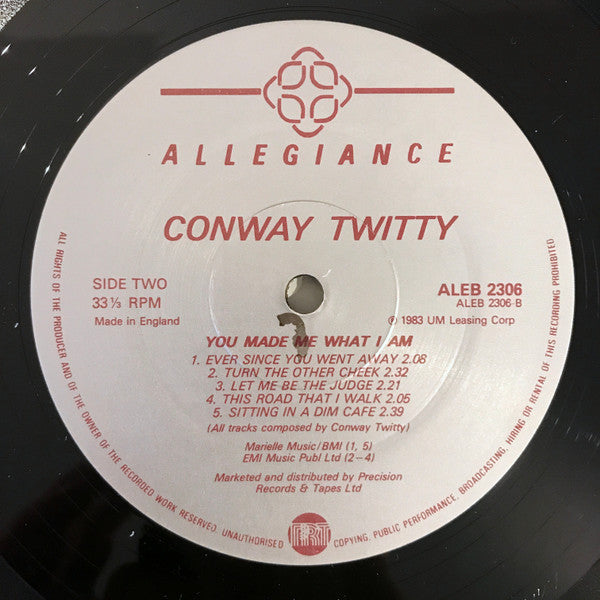 ALLEGIANCE
CONWAY TWITTY
SIDE TWO
33⅓ RPM
Made in England
ALEB 2306
ALEB 2306-B
℗ 1983 UM Leasing Corp
YOU MADE ME WHAT I AM
1. EVER SINCE YOU WENT AWAY 2.08
2. TURN THE OTHER CHEEK 2.32
3. LET ME BE THE JUDGE 2.21
4. THIS ROAD THAT I WALK 2.05
5. SITTING IN A DIM CAFE 2.39
(All tracks composed by Conway Twitty)
Marielle Music/BMI (1, 5)
EMI Music Publ Ltd (2–4)
Marketed and distributed by Precision
Records & Tapes Ltd
ALL RIGHTS OF THE PRODUCER AND OF THE OWNER OF THE RECORDED WORK RESERVED. UNAUTHORISED COPYING, PUBLIC PERFORMANCE, BROADCASTING, HIRING OR RENTAL OF THIS RECORDING PROHIBITED
PRT